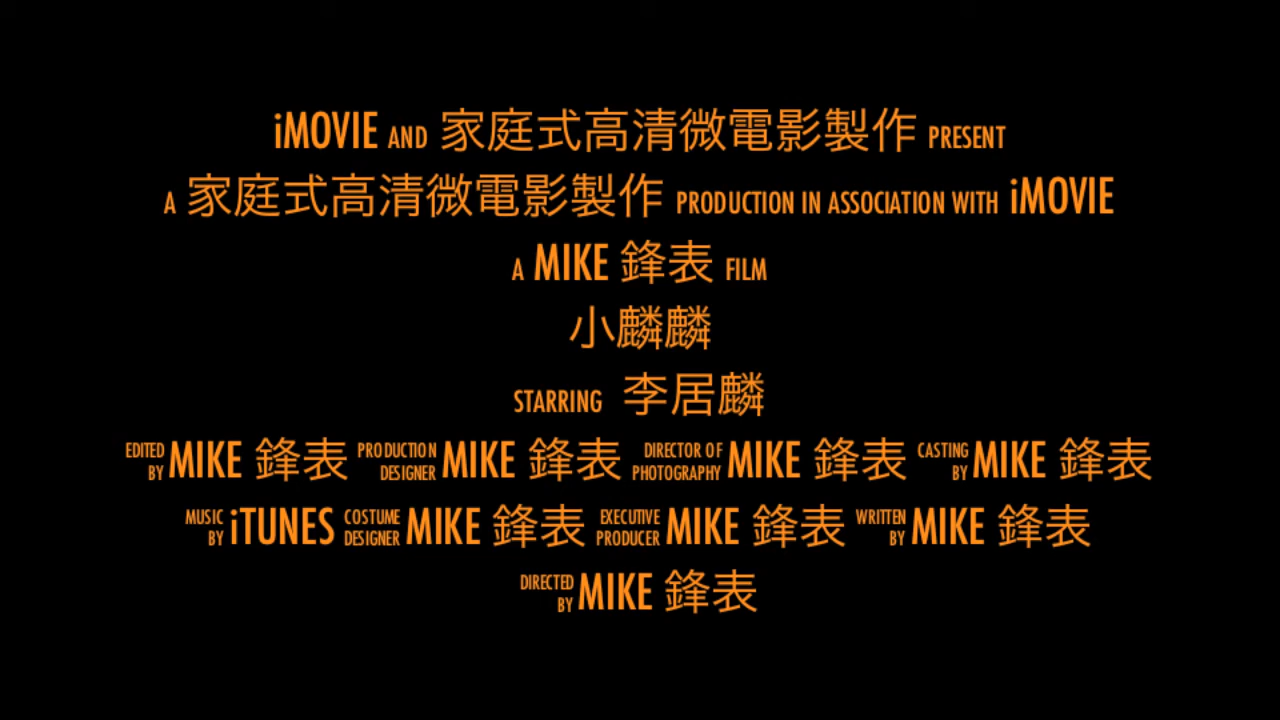 iMOVIE AND 家庭式高清微電影製作 PRESENT
A 家庭式高清微電影製作 PRODUCTION IN ASSOCIATION WITH iMOVIE
A MIKE 鋒表 FILM
小麟麟
STARRING 李居麟
EDITED BY MIKE 鋒表 PRODUCTION DESIGNER MIKE 鋒表 DIRECTOR OF PHOTOGRAPHY MIKE 鋒表 CASTING BY MIKE 鋒表
MUSIC BY iTUNES COSTUME DESIGNER MIKE 鋒表 EXECUTIVE PRODUCER MIKE 鋒表 WRITTEN BY MIKE 鋒表
DIRECTED BY MIKE 鋒表